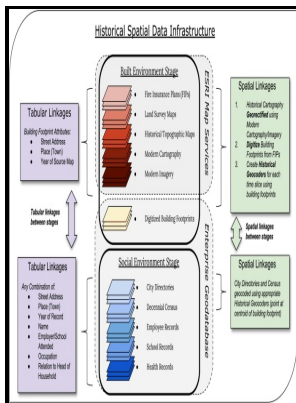 Historical Spatial Data Infrastructure
Built Environment Stage
Fire Insurance Plans (FIPs)
Land Survey Maps
Historical Topographic Maps
Modern Cartography
Modern Imagery
ESRI Map Services
Digitized Building Footprints
Enterprise Geodatabase
Social Environment Stage
City Directories
Decennial Census
Employee Records
School Records
Health Records
Tabular Linkages
Building Footprint Attributes:
Street Address
Place (Town)
Year of Source Map
Tabular linkages
between stages
Tabular Linkages
Any Combination of:
Street Address
Place (Town)
Year of Record
Name
Employer/School
Attended
Occupation
Relation to Head of
Household
Spatial Linkages
1. Historical Cartography
Georectified using
Modern
Cartography/Imagery
2. Digitize Building
Footprints from FIPs
3. Create Historical
Geocoders for each
time slice using
building footprints
Spatial linkages
between stages
Spatial Linkages
City Directories and Census
geocoded using appropriate
Historical Geocoders (point at
centroid of building footprint)